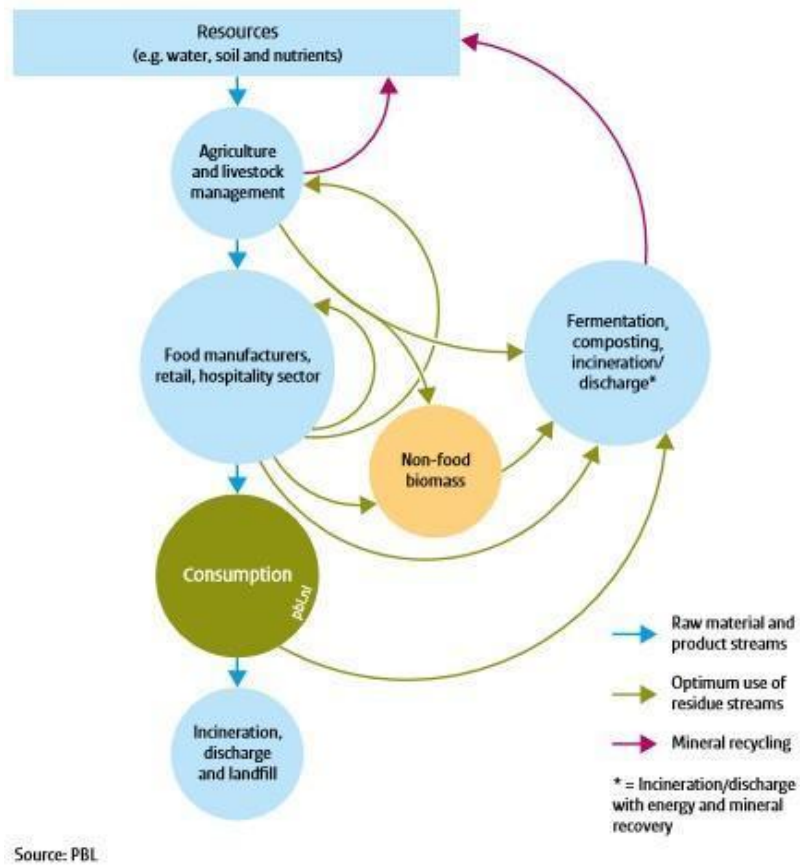 Resources
(e.g. water, soil and nutrients)
Agriculture
and livestock
management
Food manufacturers,
retail, hospitality sector
Fermentation,
composting,
incineration/
discharge*
Non-food
biomass
Consumption
pbl.nl
Incineration,
discharge
and landfill
Raw material and
product streams
Optimum use of
residue streams
Mineral recycling
* = Incineration/discharge
with energy and mineral
recovery
Source: PBL